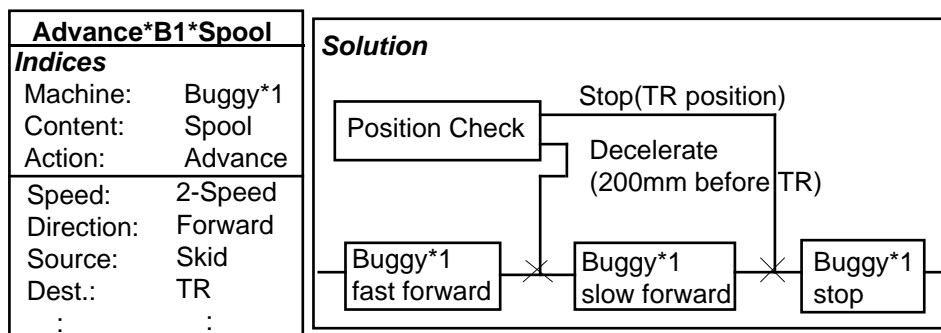 Advance*B1*Spool
Indices
Machine: Buggy*1
Content: Spool
Action: Advance
Speed: 2-Speed
Direction: Forward
Source: Skid
Dest.: TR
: :
Solution
Stop(TR position)
Position Check
Decelerate
(200mm before TR)
Buggy*1
fast forward
Buggy*1
slow forward
Buggy*1
stop